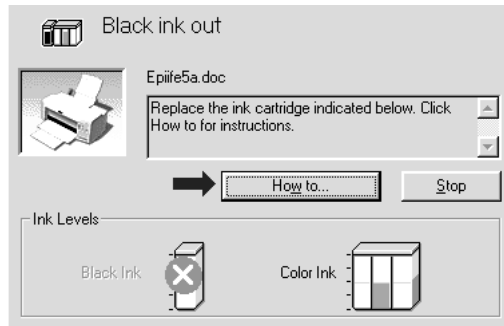 Black ink out
Epiife5a.doc
Replace the ink cartridge indicated below. Click
How to for instructions.
How to...
Stop
Ink Levels
Black Ink
Color Ink